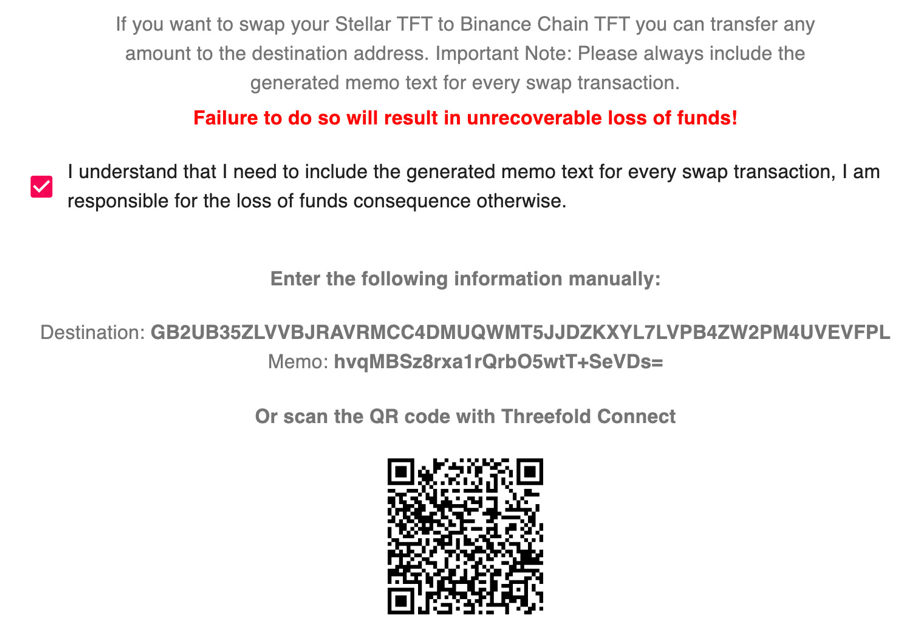 If you want to swap your Stellar TFT to Binance Chain TFT you can transfer any
amount to the destination address. Important Note: Please always include the
generated memo text for every swap transaction.
Failure to do so will result in unrecoverable loss of funds!
I understand that I need to include the generated memo text for every swap transaction, I am
responsible for the loss of funds consequence otherwise.
Enter the following information manually:
Destination: GB2UB35ZLVVBJRAVRMCC4DMUQWMT5JJDZKXYL7LVPB4ZW2PM4UVEVFPL
Memo: hvqMBSz8rxa1rQrbO5wtT+SeVDs=
Or scan the QR code with Threefold Connect